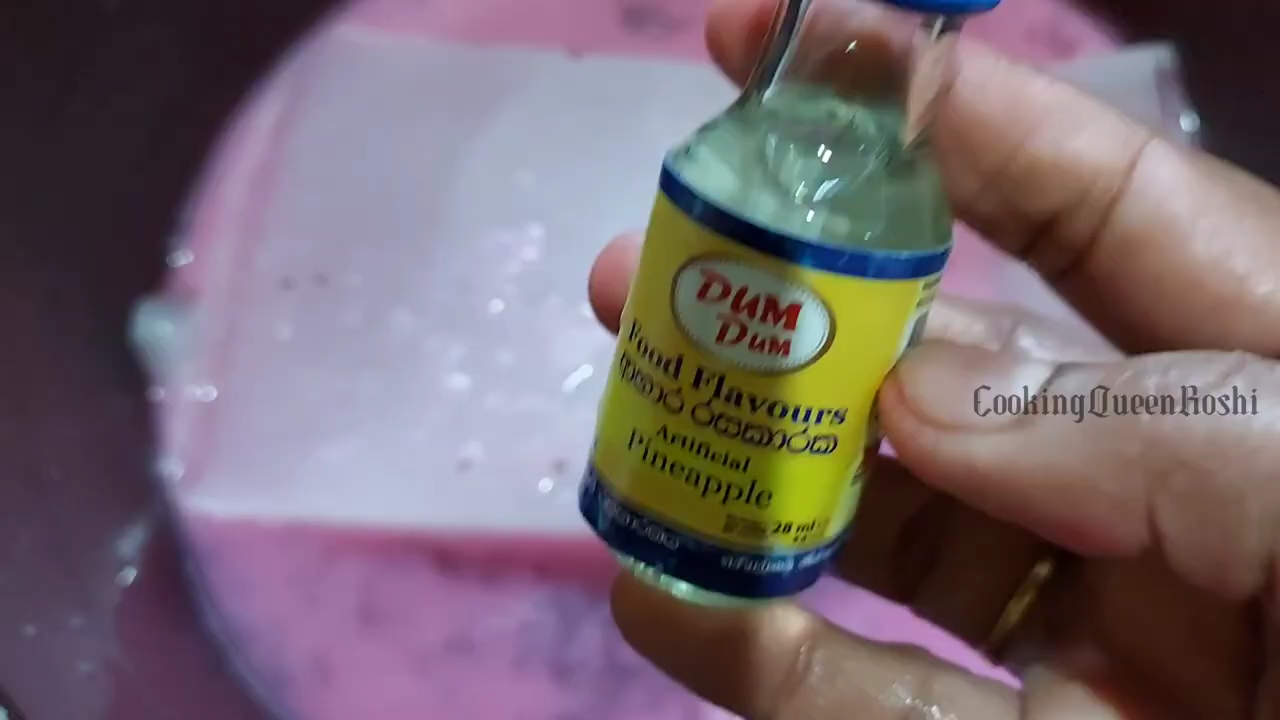 DUM
DUM
Food Flavours
ආහාර රසකාරක
Artificial
Pineapple
28 ml
CookingQueenRoshi